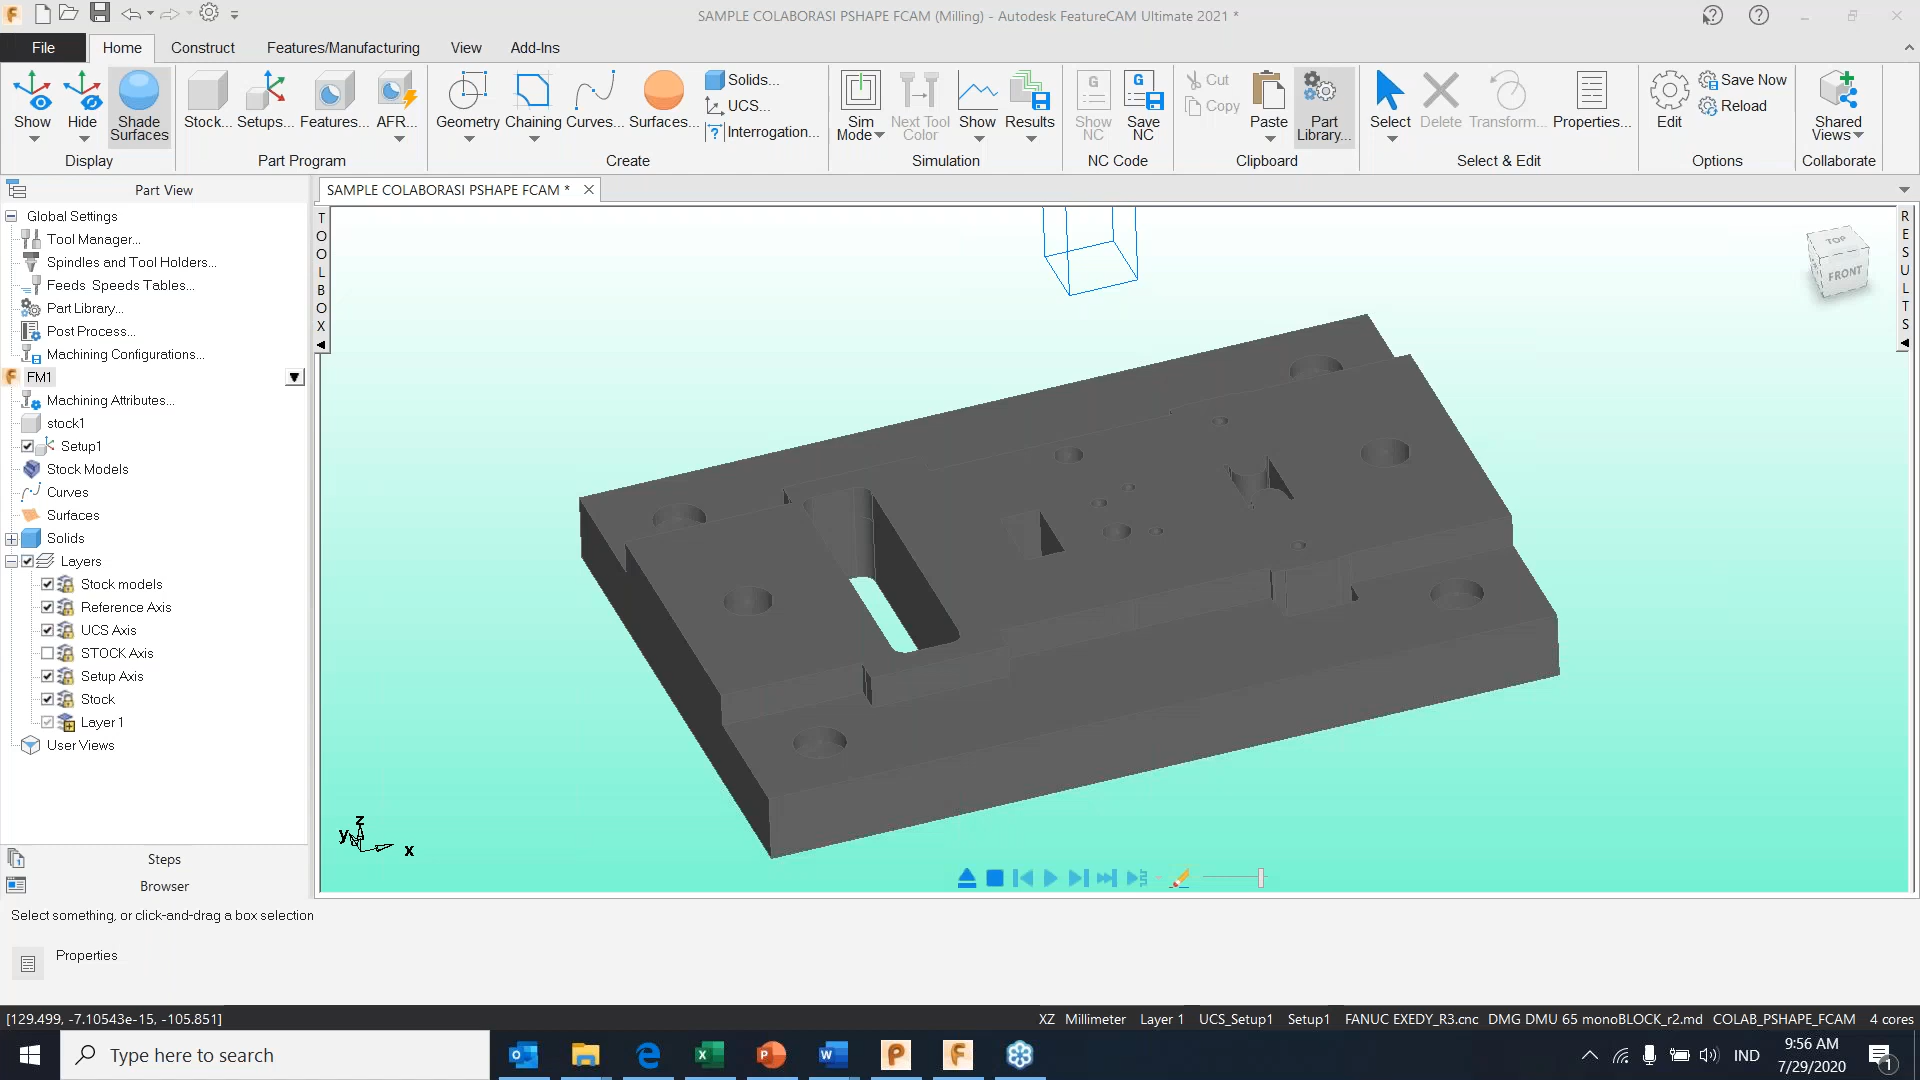 SAMPLE COLABORASI PSHAPE FCAM (Milling) - Autodesk FeatureCAM Ultimate 2021 *
File
Home
Construct
Features/Manufacturing
View
Add-Ins
Show
Hide
Shade
Surfaces
Display
Stock...
Setups...
Features...
AFR...
Part Program
Geometry
Chaining
Curves...
Surfaces...
Solids...
UCS...
Interrogation...
Create
Sim
Mode
Next Tool
Color
Show
Results
Simulation
Show
NC
Save
NC
NC Code
Cut
Copy
Paste
Part
Library...
Clipboard
Select
Delete
Transform...
Properties...
Select & Edit
Edit
Save Now
Reload
Options
Shared
Views
Collaborate
Part View
SAMPLE COLABORASI PSHAPE FCAM *
Global Settings
Tool Manager...
Spindles and Tool Holders...
Feeds Speeds Tables...
Part Library...
Post Process...
Machining Configurations...
FM1
Machining Attributes...
stock1
Setup1
Stock Models
Curves
Surfaces
Solids
Layers
Stock models
Reference Axis
UCS Axis
STOCK Axis
Setup Axis
Stock
Layer 1
User Views
Steps
Browser
TOOLBOX
RESULTS
TOP
FRONT
z
y
x
Select something, or click-and-drag a box selection
Properties
[129.499, -7.10543e-15, -105.851]
XZ Millimeter Layer 1 UCS_Setup1 Setup1 FANUC EXEDY_R3.cnc DMG DMU 65 monoBLOCK_r2.md COLAB_PSHAPE_FCAM 4 cores
Type here to search
IND
9:56 AM
7/29/2020
1